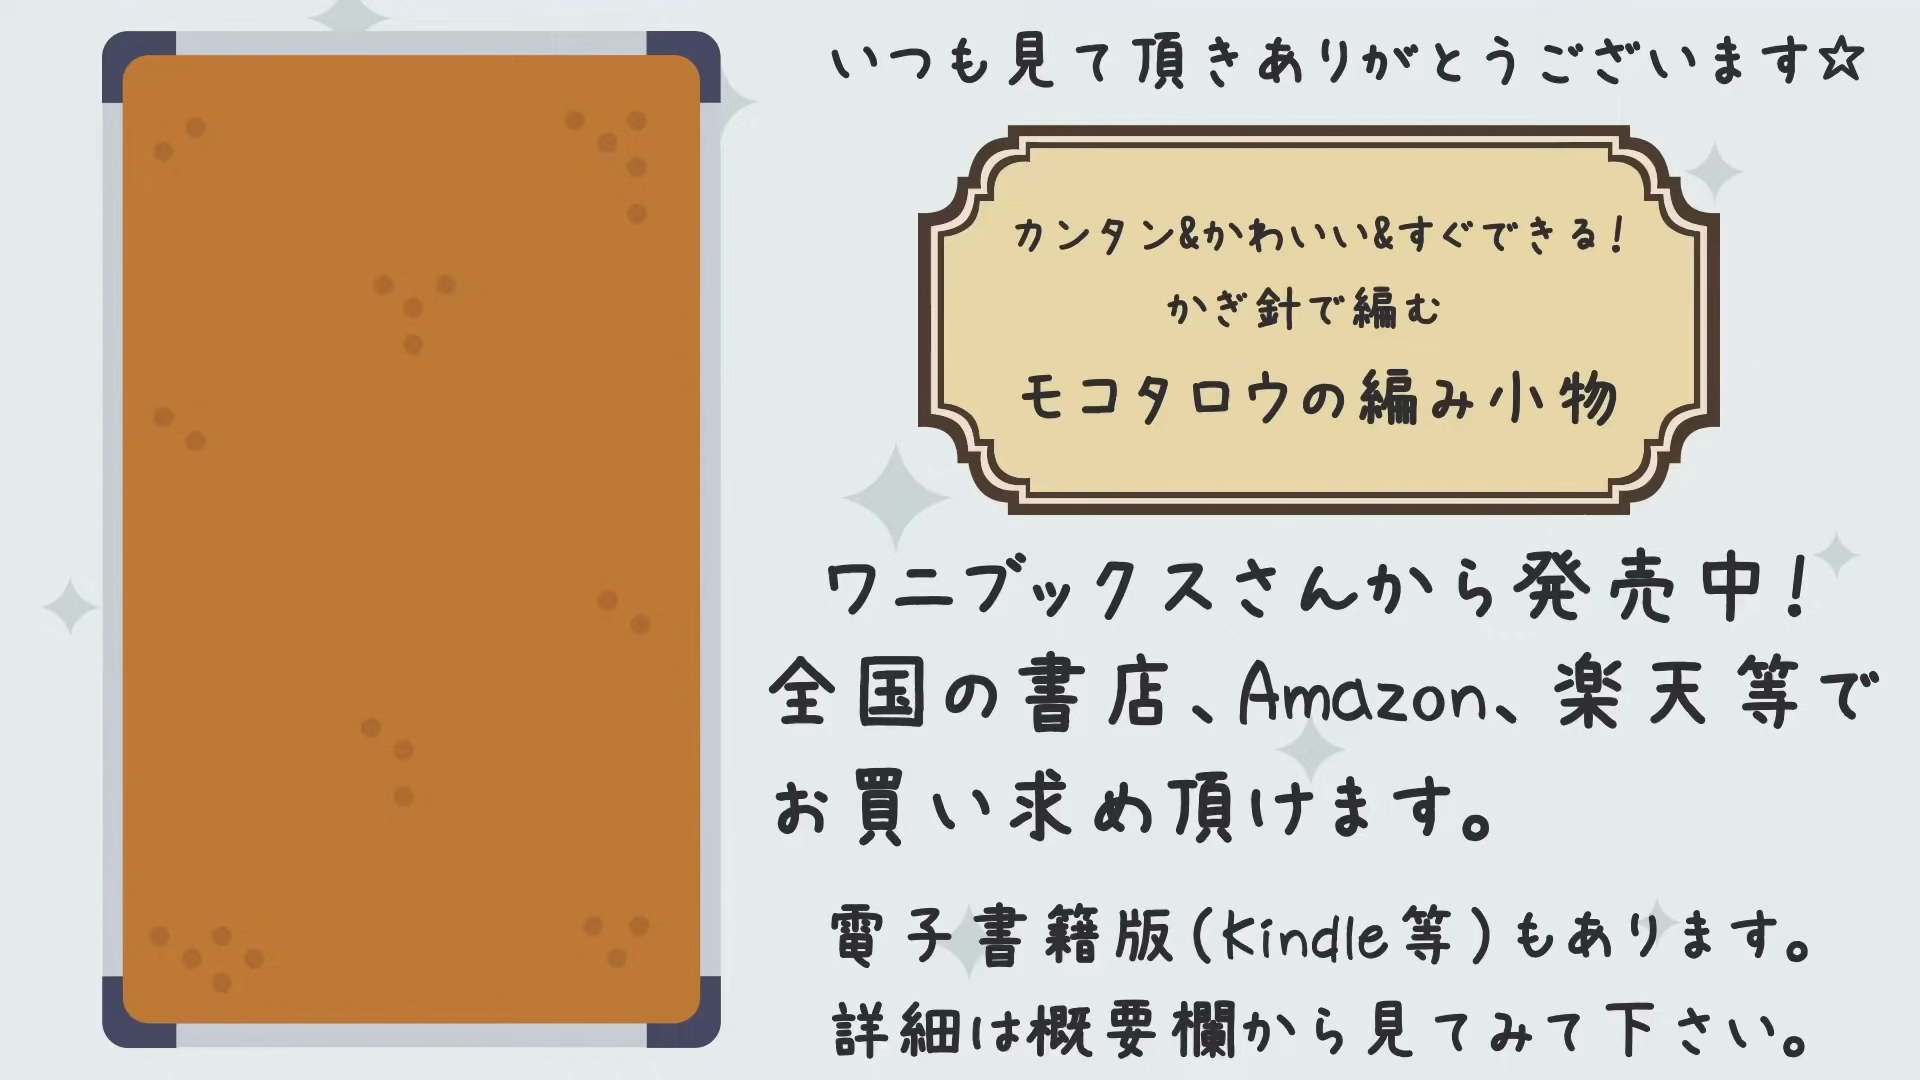 いつも見て頂きありがとうございます☆
カンタン&かわいい&すぐできる!
かぎ針で編む
モコタロウの編み小物
ワニブックスさんから発売中!
全国の書店、Amazon、楽天等で
お買い求め頂けます。
電子書籍版(Kindle等)もあります。
詳細は概要欄から見てみて下さい。